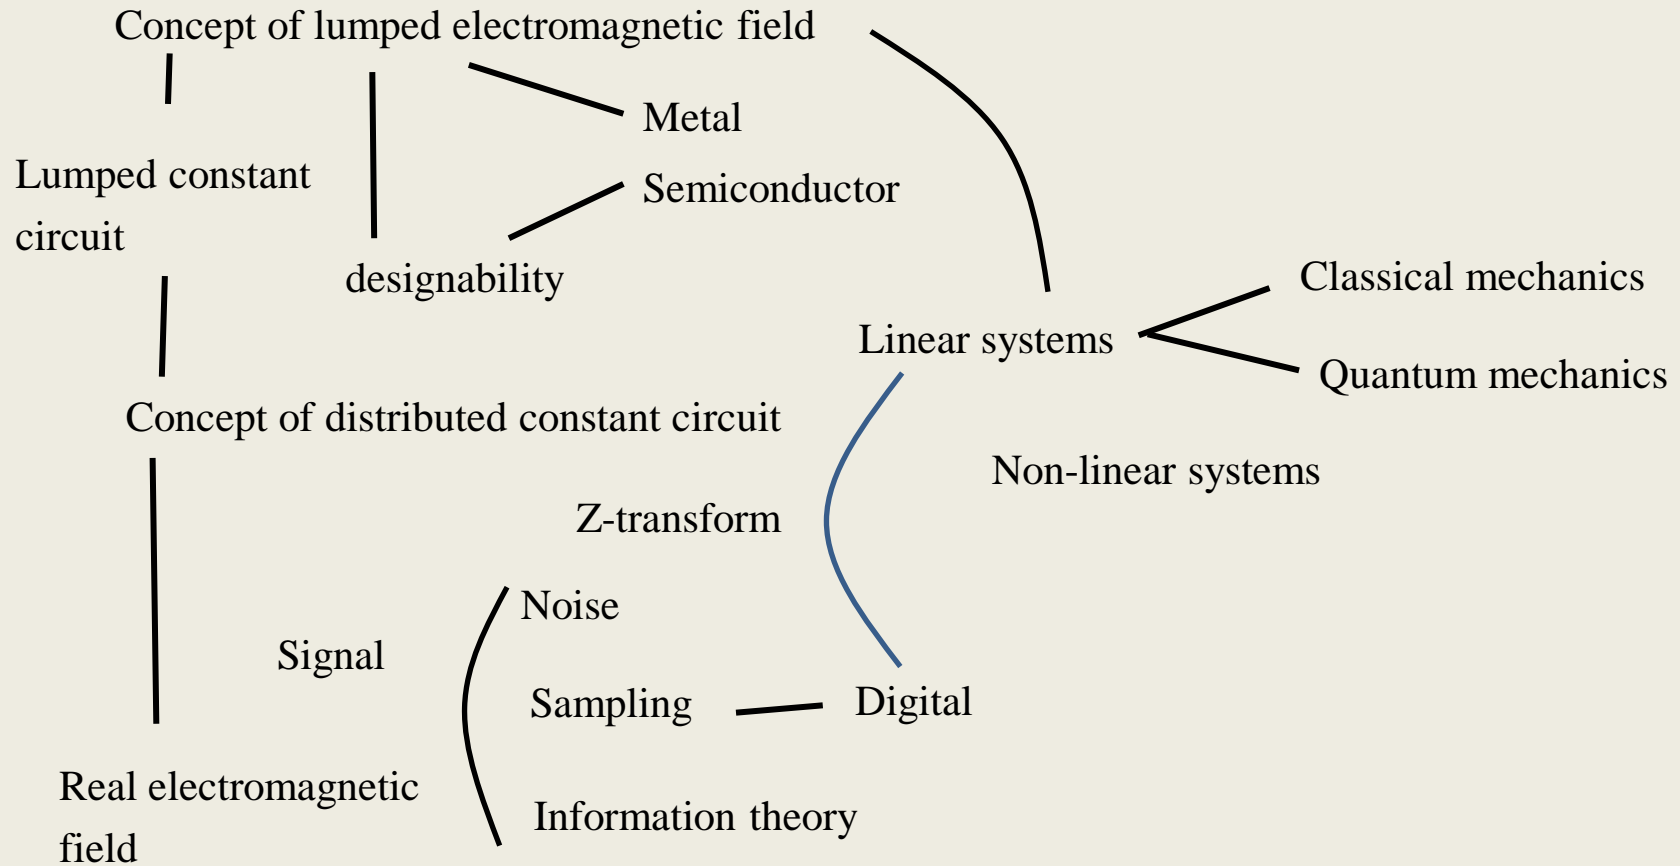 Concept of lumped electromagnetic field
Metal
Lumped constant
circuit
Semiconductor
designability
Classical mechanics
Linear systems
Quantum mechanics
Concept of distributed constant circuit
Non-linear systems
Z-transform
Noise
Signal
Sampling
Digital
Real electromagnetic
field
Information theory